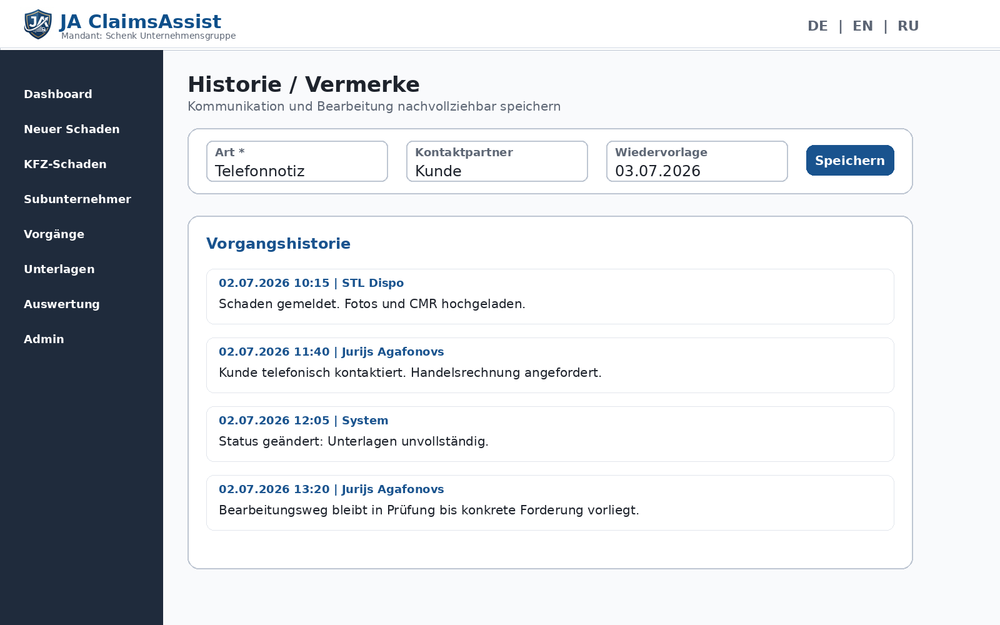 JA
JA ClaimsAssist
Mandant: Schenk Unternehmensgruppe
DE | EN | RU
Dashboard
Neuer Schaden
KFZ-Schaden
Subunternehmer
Vorgänge
Unterlagen
Auswertung
Admin
Historie / Vermerke
Kommunikation und Bearbeitung nachvollziehbar speichern
Art *
Telefonnotiz
Kontaktpartner
Kunde
Wiedervorlage
03.07.2026
Speichern
Vorgangshistorie
02.07.2026 10:15 | STL Dispo
Schaden gemeldet. Fotos und CMR hochgeladen.
02.07.2026 11:40 | Jurijs Agafonovs
Kunde telefonisch kontaktiert. Handelsrechnung angefordert.
02.07.2026 12:05 | System
Status geändert: Unterlagen unvollständig.
02.07.2026 13:20 | Jurijs Agafonovs
Bearbeitungsweg bleibt in Prüfung bis konkrete Forderung vorliegt.